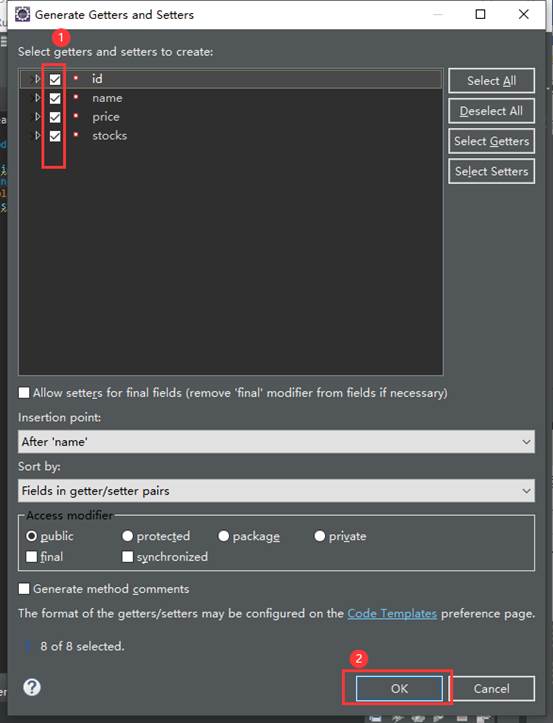 Generate Getters and Setters
1
Select getters and setters to create:
id
name
price
stocks
Select All
Deselect All
Select Getters
Select Setters
Allow setters for final fields (remove 'final' modifier from fields if necessary)
Insertion point:
After 'name'
Sort by:
Fields in getter/setter pairs
Access modifier
public
protected
package
private
final
synchronized
Generate method comments
The format of the getters/setters may be configured on the Code Templates preference page.
i 8 of 8 selected.
2
?
OK
Cancel